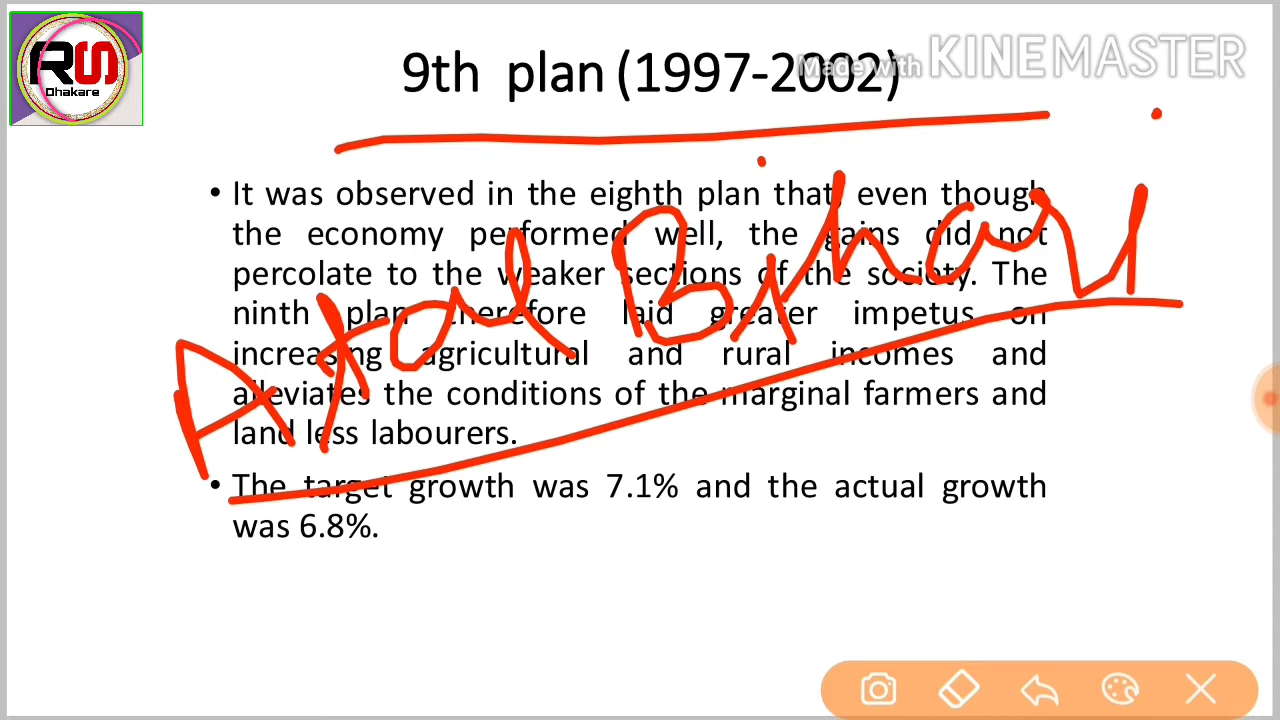 RS
Dhakare
9th plan (1997-2002)
Made with KINEMASTER
• It was observed in the eighth plan that, even though
the economy performed well, the gains did not
percolate to the weaker sections of the society. The
ninth plan therefore laid greater impetus on
increasing agricultural and rural incomes and
alleviates the conditions of the marginal farmers and
land less labourers.
• The target growth was 7.1% and the actual growth
was 6.8%.
Atal Bihari